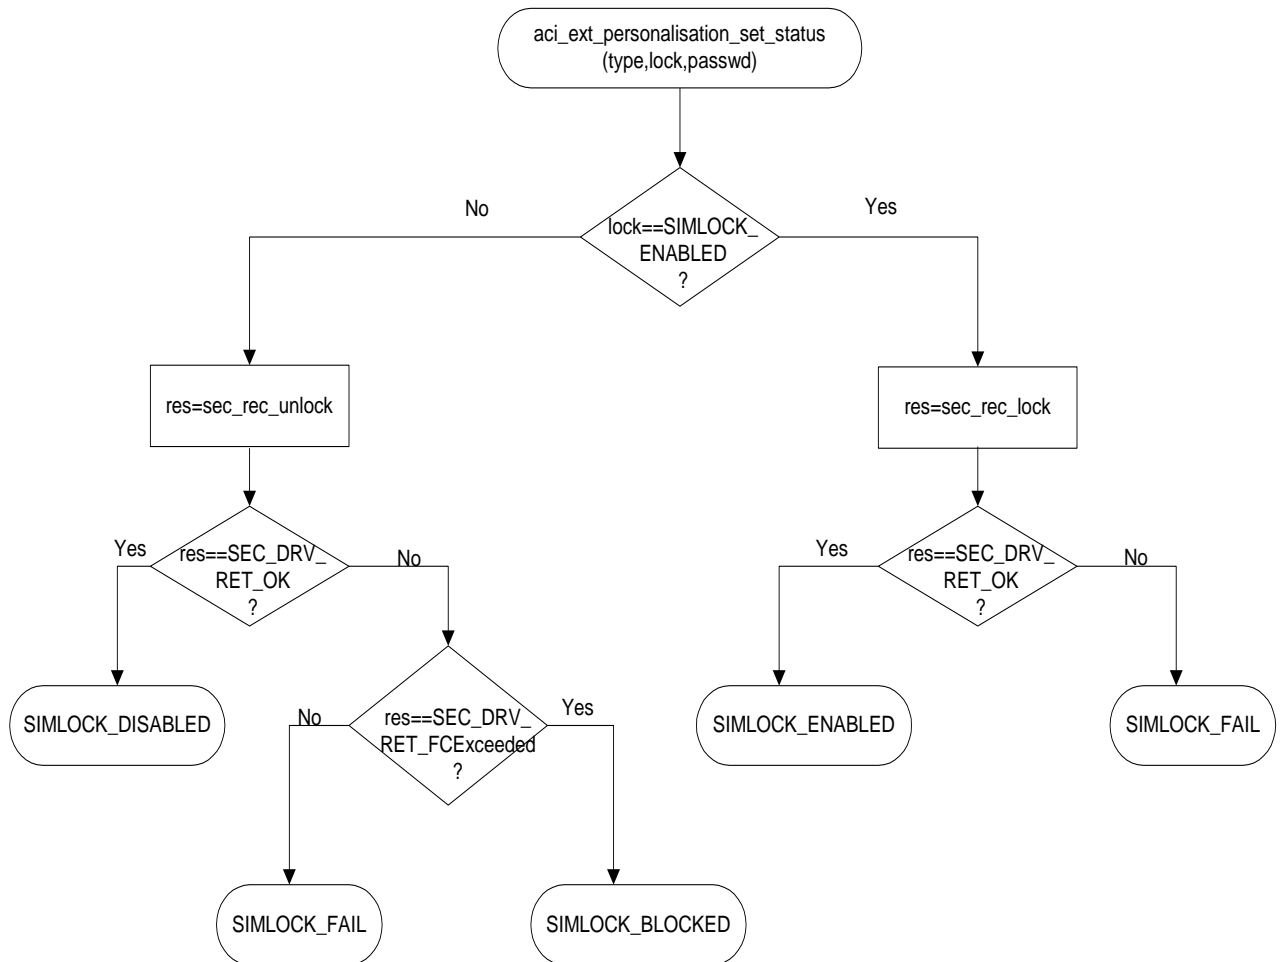 aci_ext_personalisation_set_status
(type,lock,passwd)
No
Yes
lock==SIMLOCK_
ENABLED
?
res=sec_rec_unlock
res=sec_rec_lock
Yes
res==SEC_DRV_
RET_OK
?
No
Yes
res==SEC_DRV_
RET_OK
?
No
SIMLOCK_DISABLED
No
res==SEC_DRV_
RET_FCExceeded
?
Yes
SIMLOCK_ENABLED
SIMLOCK_FAIL
SIMLOCK_FAIL
SIMLOCK_BLOCKED